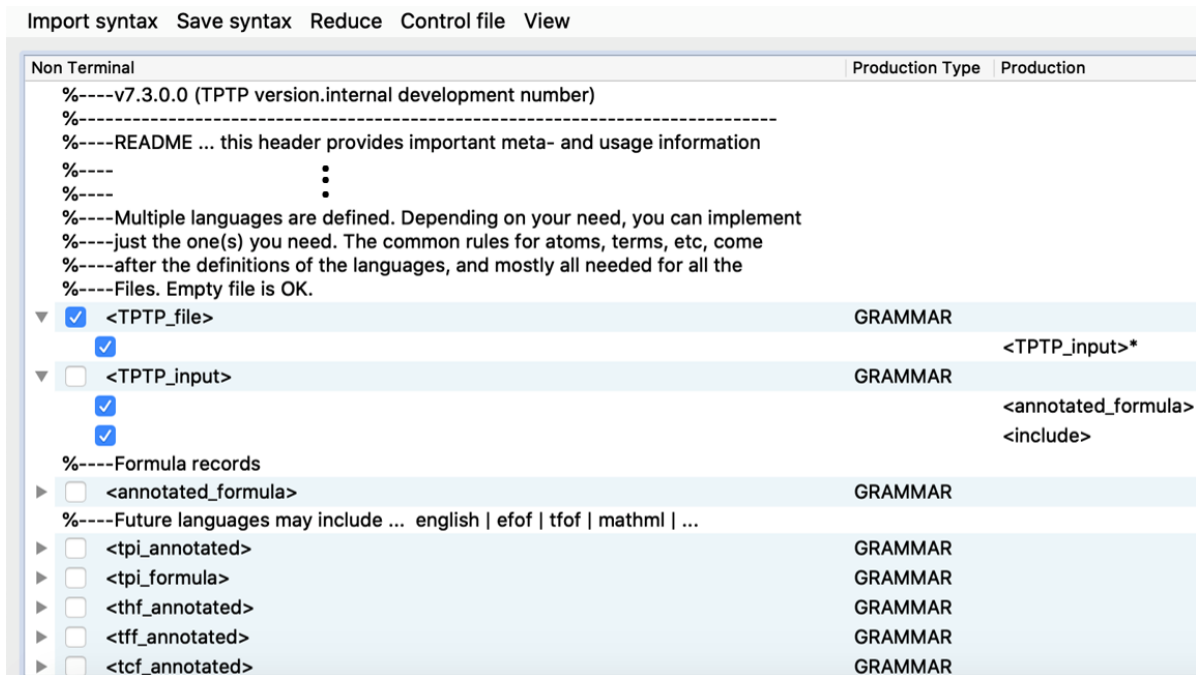 Import syntax Save syntax Reduce Control file View
Non Terminal Production Type Production
%----v7.3.0.0 (TPTP version.internal development number)
%-----------------------------------------------------------------------------
%----README ... this header provides important meta- and usage information
%----
%----
%----Multiple languages are defined. Depending on your need, you can implement
%----just the one(s) you need. The common rules for atoms, terms, etc, come
%----after the definitions of the languages, and mostly all needed for all the
%----Files. Empty file is OK.
<TPTP_file> GRAMMAR
<TPTP_input>*
<TPTP_input> GRAMMAR
<annotated_formula>
<include>
%----Formula records
<annotated_formula> GRAMMAR
%----Future languages may include ... english | efof | tfof | mathml | ...
<tpi_annotated> GRAMMAR
<tpi_formula> GRAMMAR
<thf_annotated> GRAMMAR
<tff_annotated> GRAMMAR
<tcf_annotated> GRAMMAR